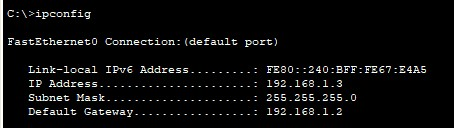 C:\>ipconfig
FastEthernet0 Connection:(default port)
Link-local IPv6 Address.........: FE80::240:BFF:FE67:E4A5
IP Address......................: 192.168.1.3
Subnet Mask.....................: 255.255.255.0
Default Gateway.................: 192.168.1.2